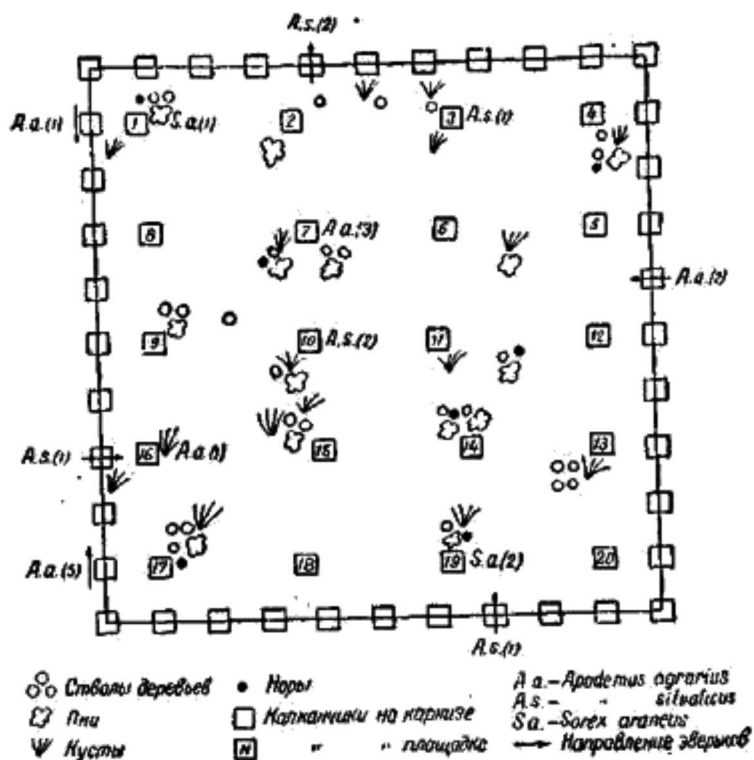 A.s.(2)
A.a.(1)
1
S.a.(1)
2
3
A.s.(1)
4
8
7
A.a.(3)
6
5
A.a.(2)
9
10
A.s.(2)
11
12
A.s.(1)
16
A.a.(1)
15
14
13
A.a.(5)
17
18
19
S.a.(2)
20
A.s.(1)
Стволы деревьев
Пни
Кусты
Норы
Капканчики на карнизе
N " " площадке
A.a.– Apodemus agrarius
A.s.– " silvaticus
S.a.– Sorex araneus
Направление зверьков